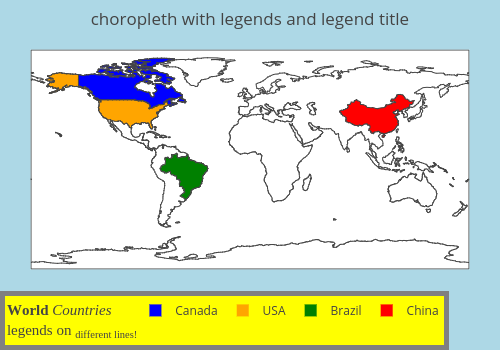 choropleth with legends and legend title
World Countries
legends on different lines!
Canada USA Brazil China